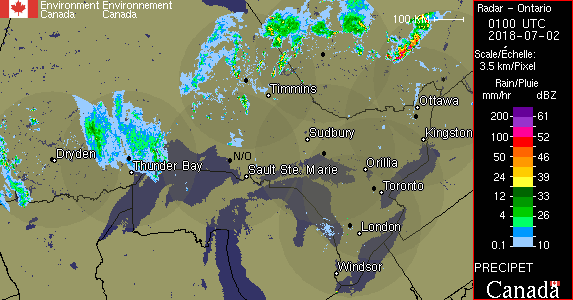 Environment Environnement
Canada Canada
100 KM
Timmins
Ottawa
Sudbury
Kingston
Dryden
Thunder Bay
N/O
Sault Ste. Marie
Orillia
Toronto
London
Windsor
Radar - Ontario
0100 UTC
2018-07-02
Scale/Échelle:
3.5 km/Pixel
Rain/Pluie
mm/hr dBZ
200 61
100 52
50 46
24 39
12 33
4 26
0.1 10
PRECIPET
Canada